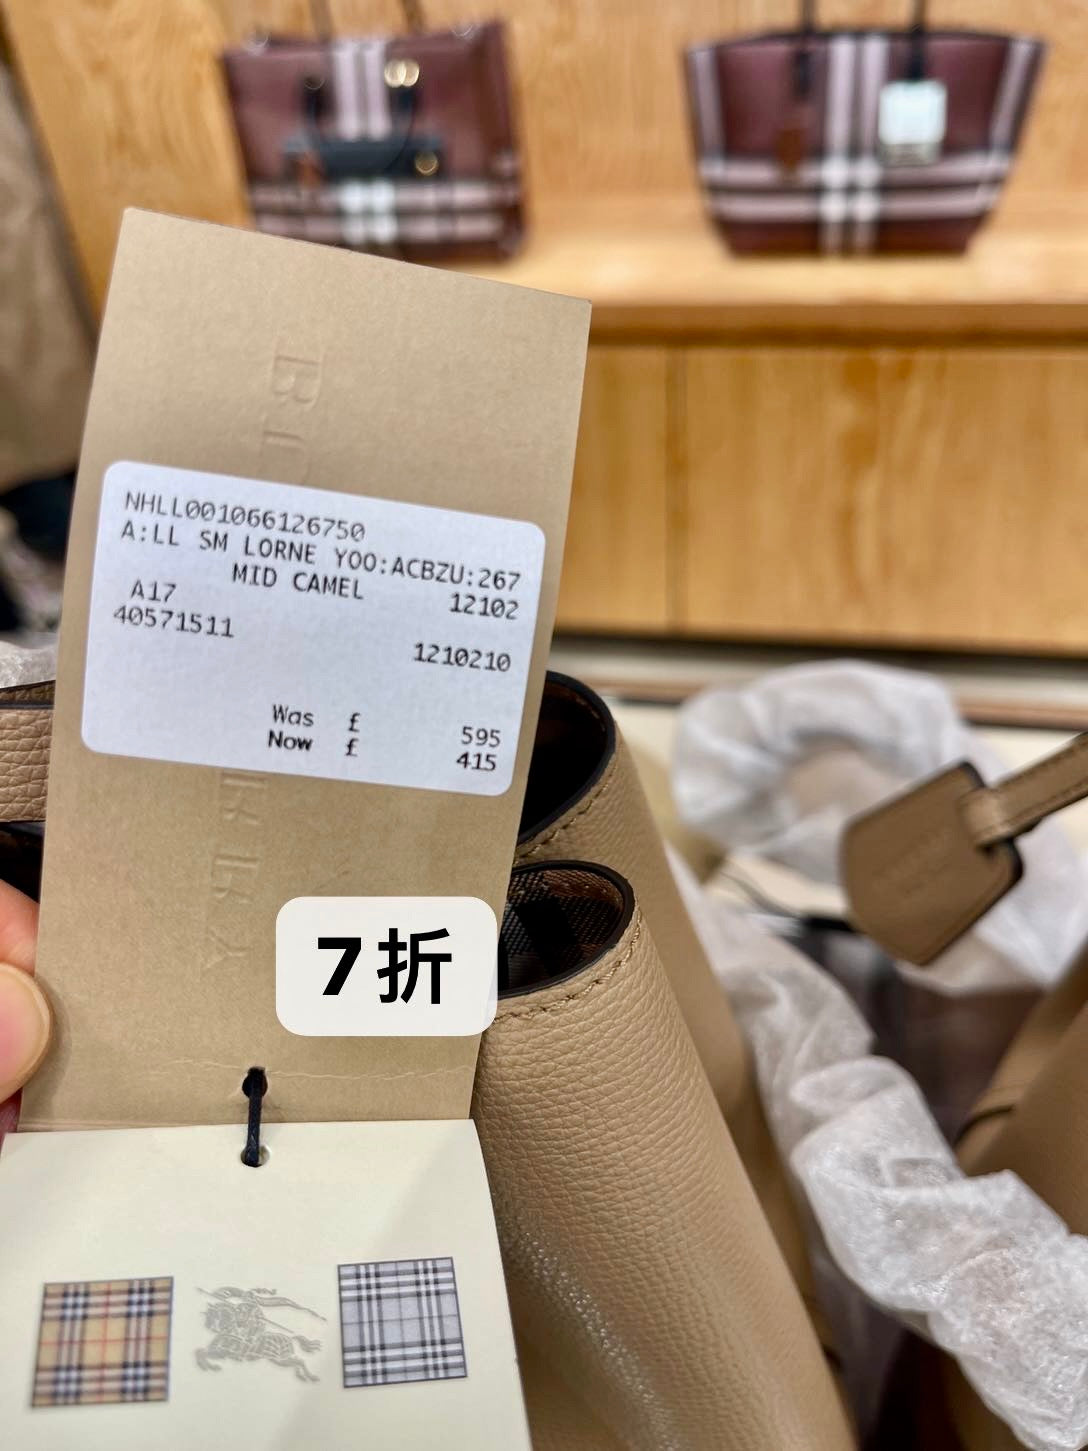 NHLL001066126750
A:LL SM LORNE YOO:ACBZU:267
MID CAMEL 12102
A17
40571511
1210210
Was £ 595
Now £ 415
7折